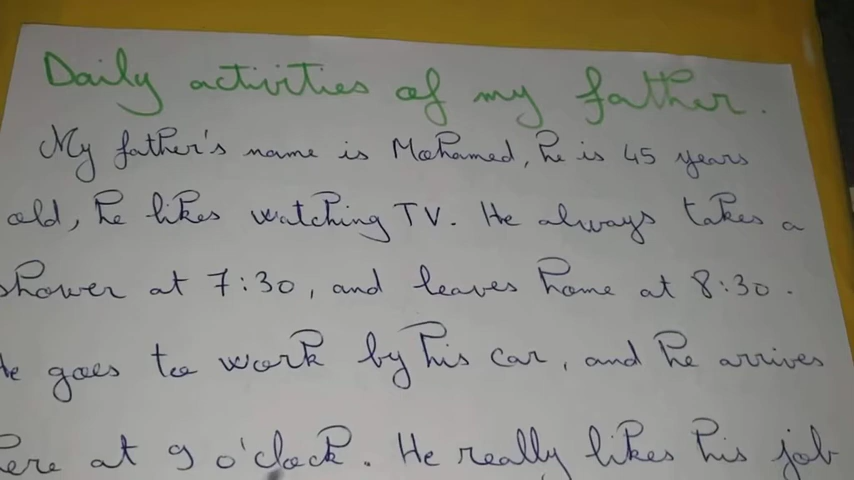 Daily activities of my father.
My father's name is Mohamed, he is 45 years
old, he likes watching TV. He always takes a
shower at 7:30, and leaves home at 8:30.
He goes to work by his car, and he arrives
here at 9 o'clock. He really likes his job